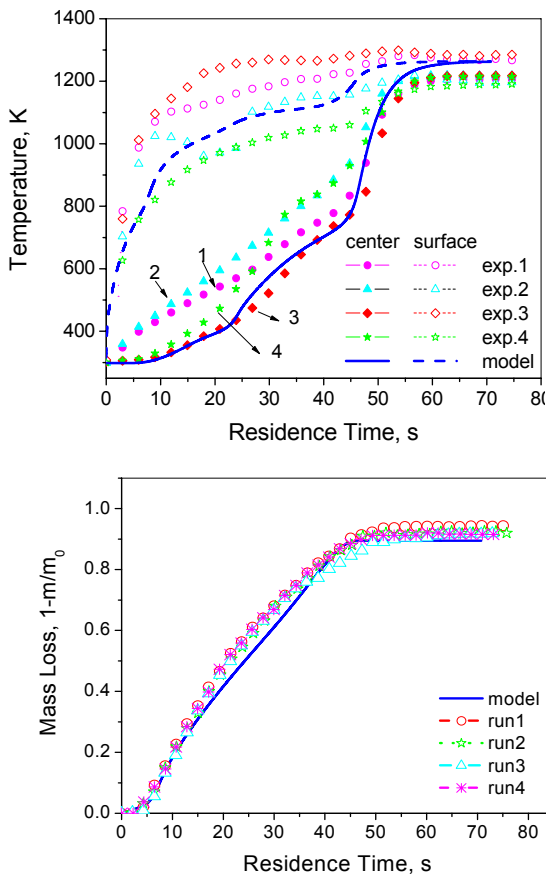 1400
1200
1000
800
600
400
Temperature, K
1
2
3
4
center surface
exp.1
exp.2
exp.3
exp.4
model
0 10 20 30 40 50 60 70 80
Residence Time, s
1.0
0.8
0.6
0.4
0.2
0.0
Mass Loss, 1-m/m0
model
run1
run2
run3
run4
0 10 20 30 40 50 60 70 80
Residence Time, s